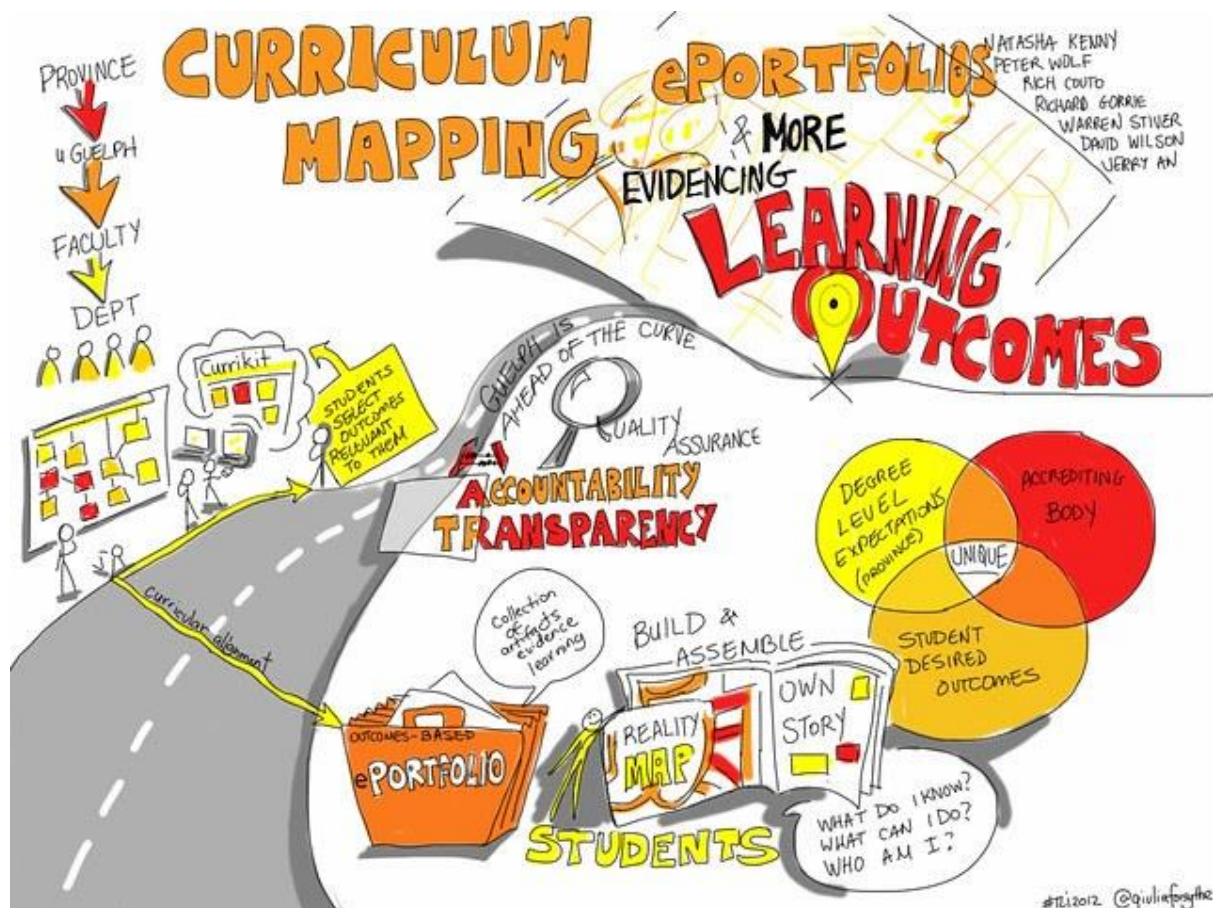 CURRICULUM
MAPPING
ePORTFOLIOS
& MORE
EVIDENCING
LEARNING
OUTCOMES
NATASHA KENNY
PETER WOLF
RICH COUTO
RICHARD GORRIE
WARREN STIVER
DAVID WILSON
JERRY AN
PROVINCE
u GUELPH
FACULTY
DEPT
Currikit
STUDENTS
SELECT
OUTCOMES
RELEVANT
TO THEM
GUELPH IS
AHEAD OF THE CURVE
QUALITY
ASSURANCE
ACCOUNTABILITY
TRANSPARENCY
curricular alignment
Collection
of
artifacts
evidence
learning
OUTCOMES-BASED
ePORTFOLIO
BUILD &
ASSEMBLE
REALITY
MAP
OWN
STORY
STUDENTS
WHAT DO I KNOW?
WHAT CAN I DO?
WHO AM I?
DEGREE
LEVEL
EXPECTATIONS
(PROVINCE)
ACCREDITING
BODY
UNIQUE
STUDENT
DESIRED
OUTCOMES
#TLI2012 @giuliaforsythe